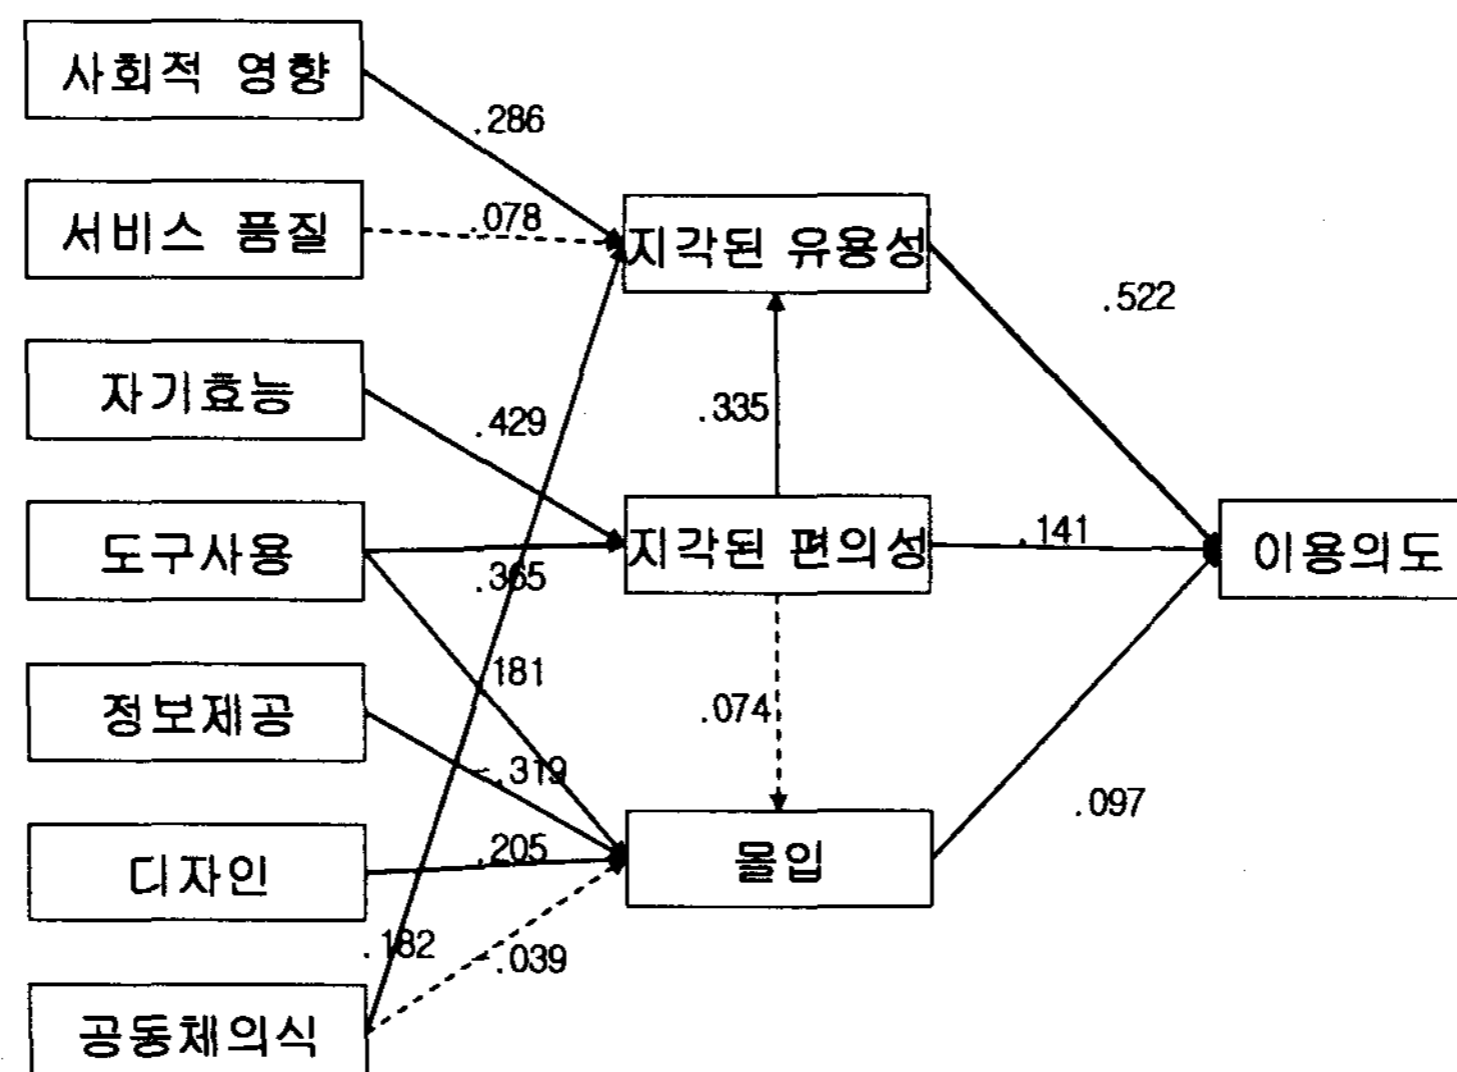 사회적 영향
.286
서비스 품질
.078
지각된 유용성
.522
자기효능
.429
.335
도구사용
.365
지각된 편의성
.141
이용의도
.181
정보제공
.074
-.319
.097
디자인
.205
몰입
.182
-.039
공동체의식